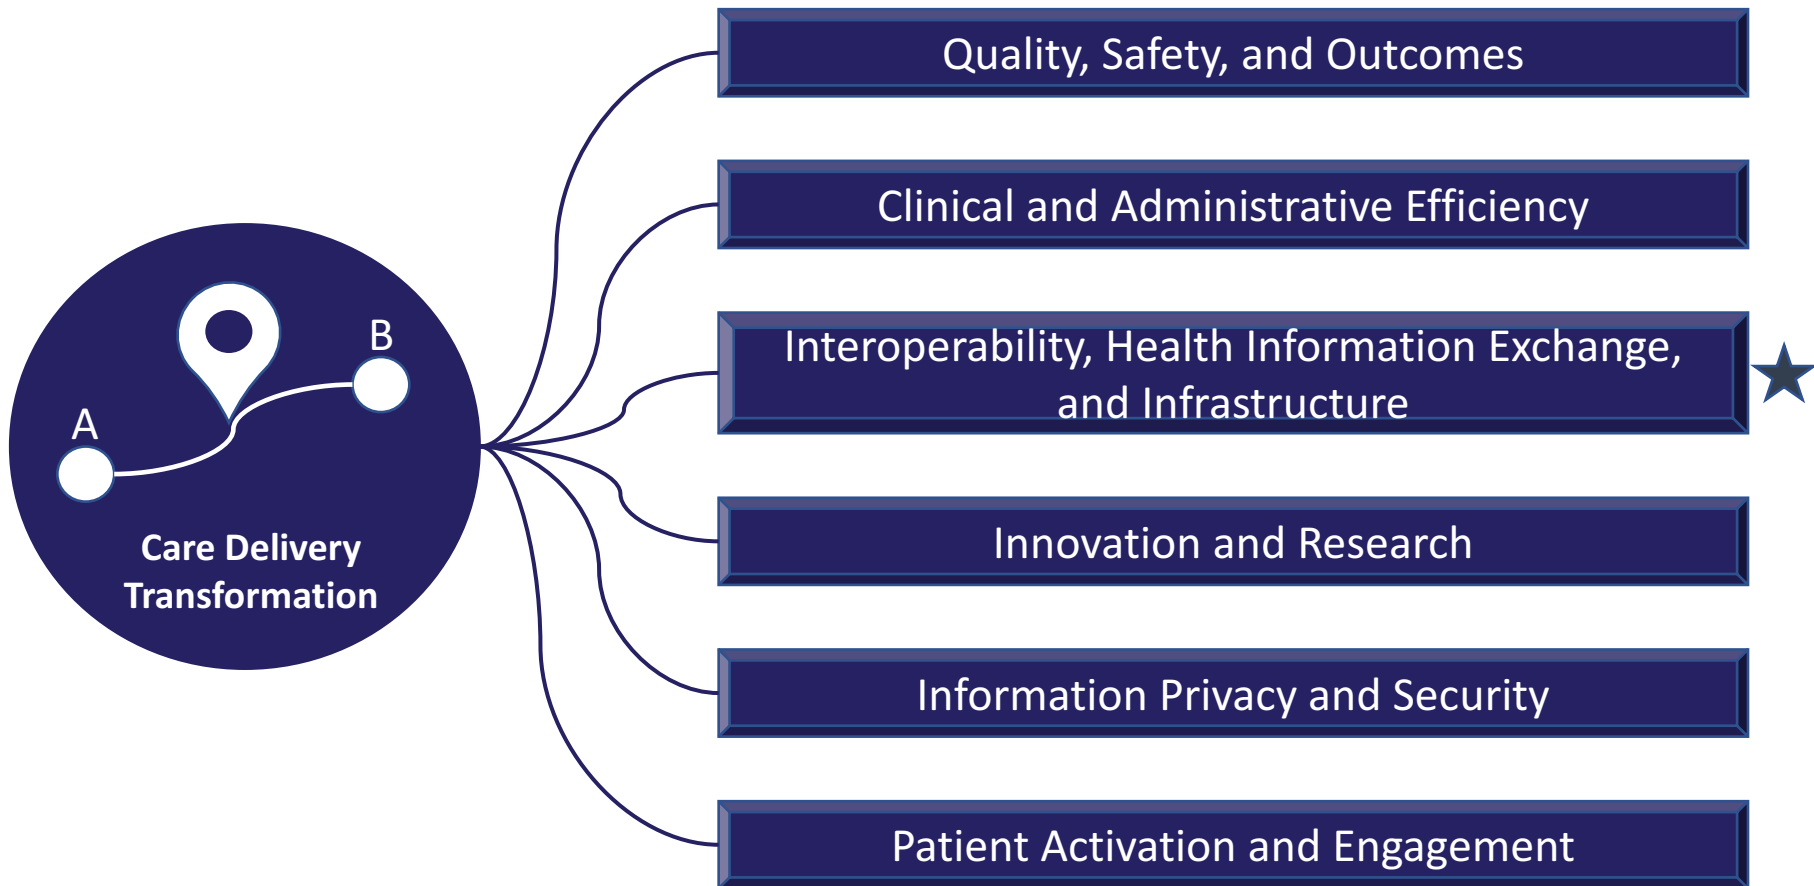 Quality, Safety, and Outcomes
Clinical and Administrative Efficiency
Interoperability, Health Information Exchange,
and Infrastructure
Innovation and Research
Information Privacy and Security
Patient Activation and Engagement
A
B
Care Delivery
Transformation